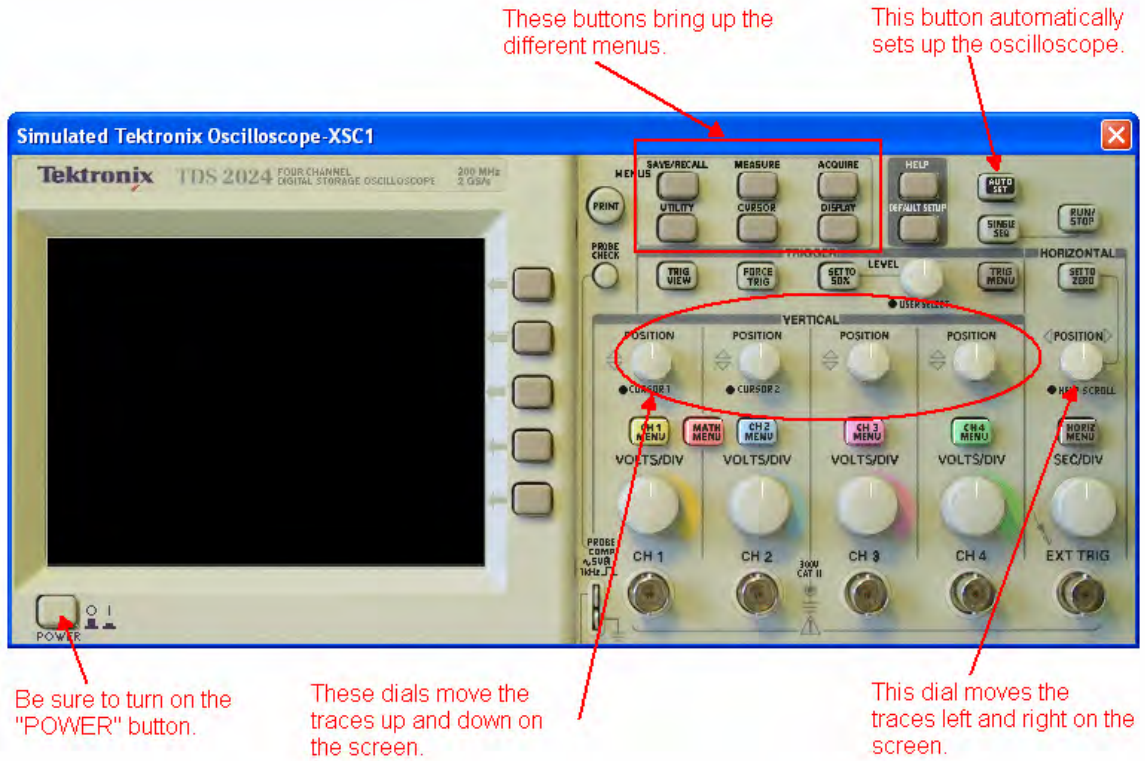 These buttons bring up the
different menus.
This button automatically
sets up the oscilloscope.
Simulated Tektronix Oscilloscope-XSC1
Tektronix TDS 2024 FOUR CHANNEL
DIGITAL STORAGE OSCILLOSCOPE
200 MHz
2 GS/s
MENUS
SAVE/RECALL MEASURE ACQUIRE
HELP
PRINT
AUTO
SET
UTILITY CURSOR DISPLAY
DEFAULT SETUP
SINGLE
SEQ
RUN/
STOP
PROBE
CHECK
TRIGGER
HORIZONTAL
TRIG
VIEW
FORCE
TRIG
SET TO
50%
LEVEL
USER SELECT
TRIG
MENU
SET TO
ZERO
VERTICAL
POSITION POSITION POSITION POSITION POSITION
CURSOR 1 CURSOR 2 HELP SCROLL
CH 1
MENU
MATH
MENU
CH 2
MENU
CH 3
MENU
CH 4
MENU
HORIZ
MENU
VOLTS/DIV VOLTS/DIV VOLTS/DIV VOLTS/DIV SEC/DIV
PROBE
COMP
~5V@
1kHz
CH 1 CH 2 CH 3 CH 4 EXT TRIG
300V
CAT II
O I
POWER
Be sure to turn on the
"POWER" button.
These dials move the
traces up and down on
the screen.
This dial moves the
traces left and right on the
screen.